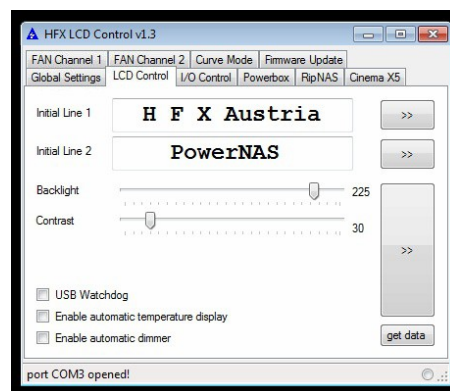 HFX LCD Control v1.3
FAN Channel 1 FAN Channel 2 Curve Mode Firmware Update
Global Settings LCD Control I/O Control Powerbox RipNAS Cinema X5
Initial Line 1 H F X Austria >>
Initial Line 2 PowerNAS >>
Backlight 225
Contrast 30
>>
USB Watchdog
Enable automatic temperature display
Enable automatic dimmer get data
port COM3 opened!